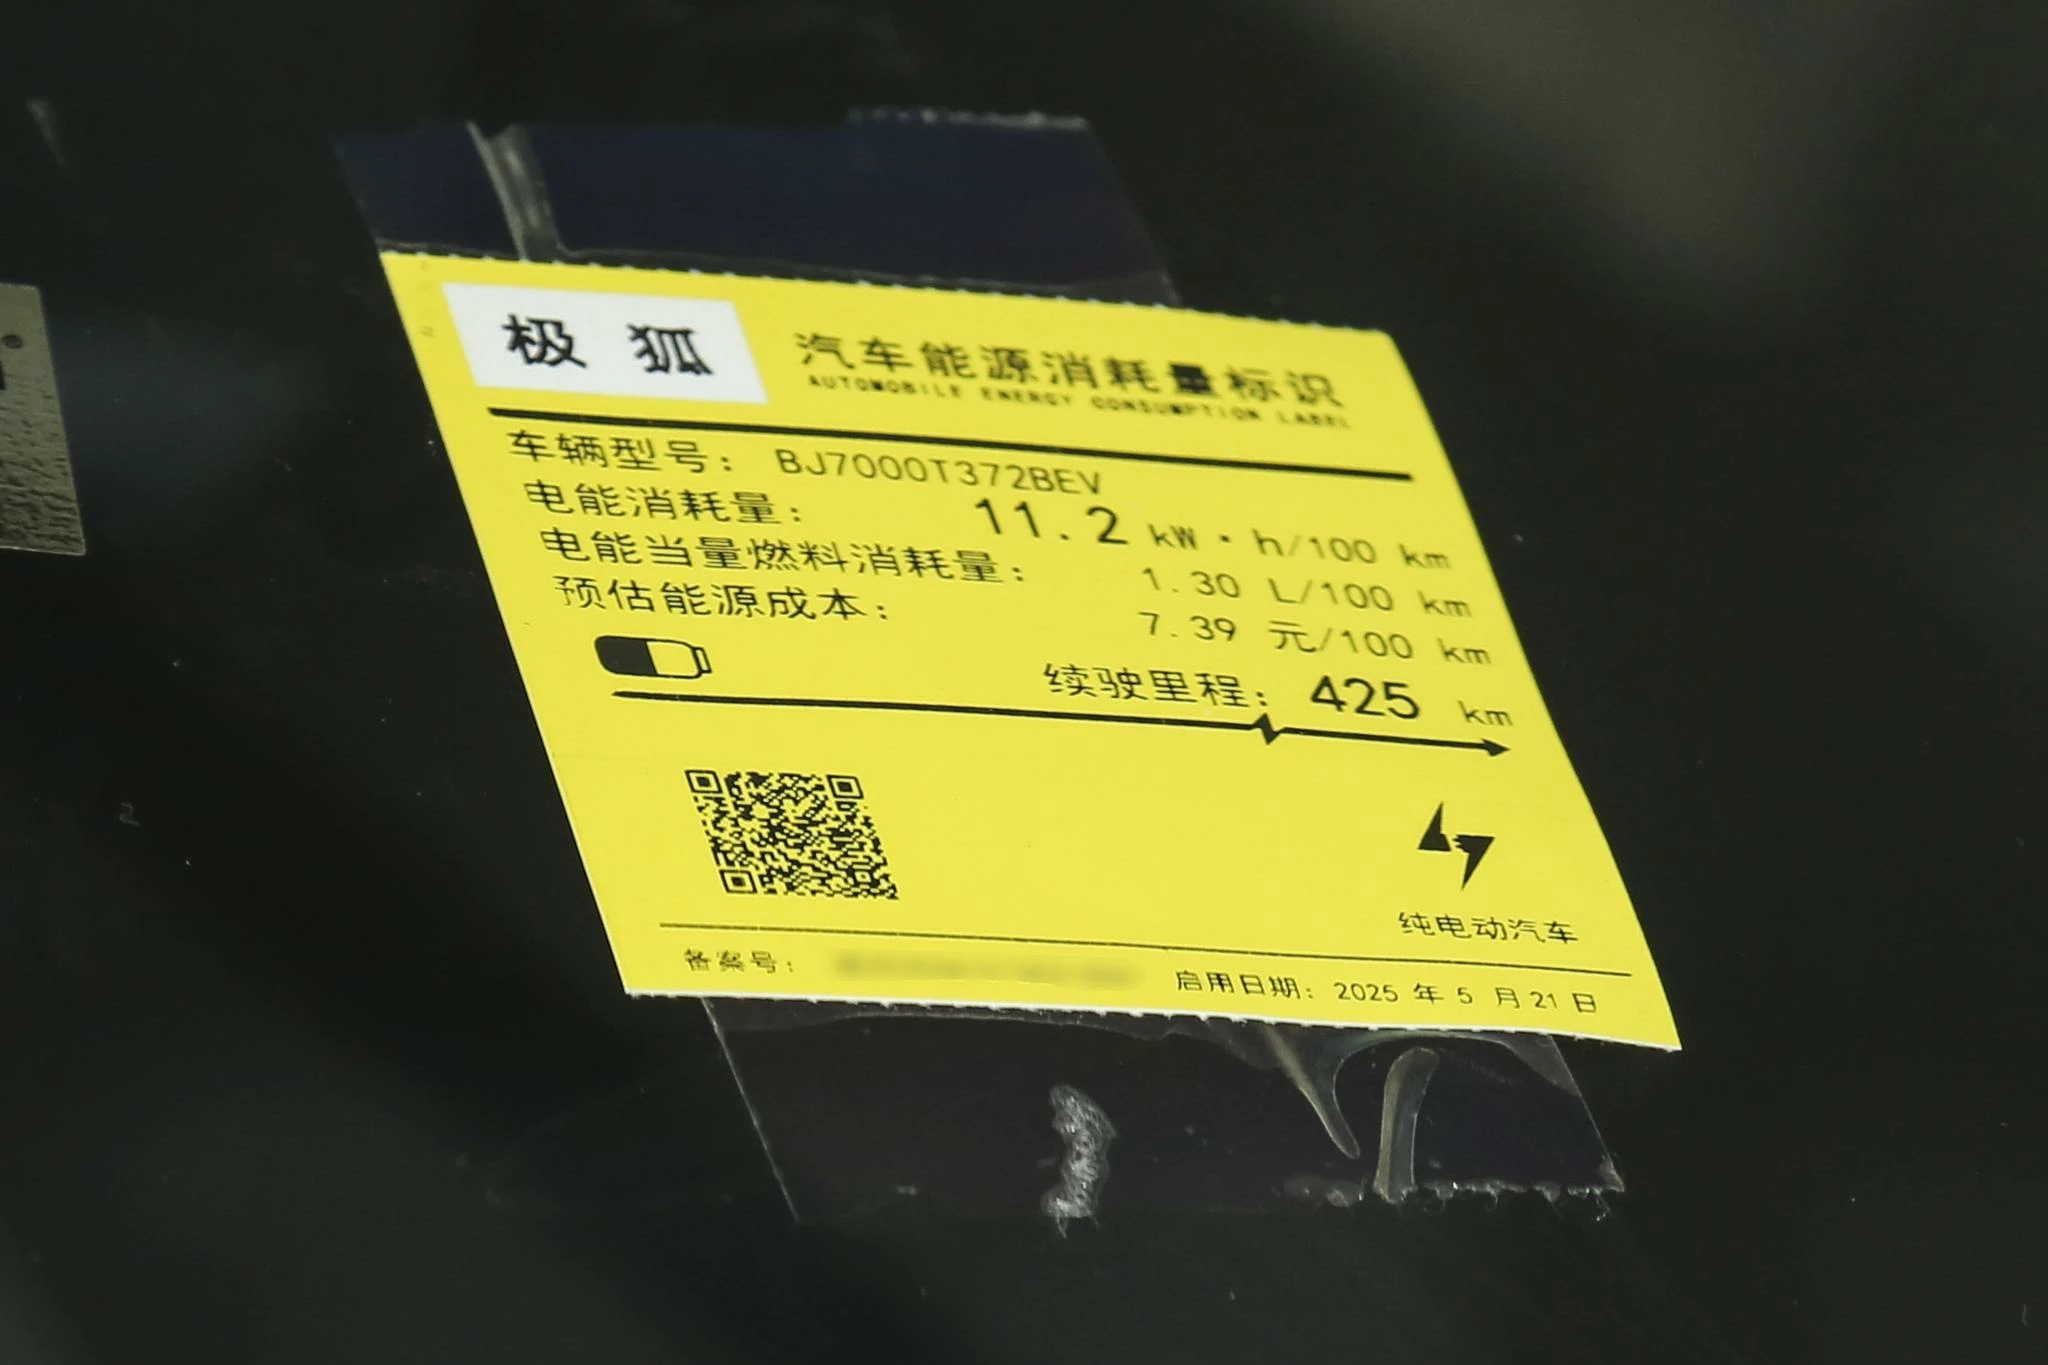 极 狐
汽车能源消耗量标识
AUTOMOBILE ENERGY CONSUMPTION LABEL
车辆型号： BJ7000T372BEV
电能消耗量： 11.2 kW·h/100 km
电能当量燃料消耗量： 1.30 L/100 km
预估能源成本： 7.39 元/100 km
续驶里程： 425 km
纯电动汽车
备案号：
启用日期： 2025 年 5 月 21 日